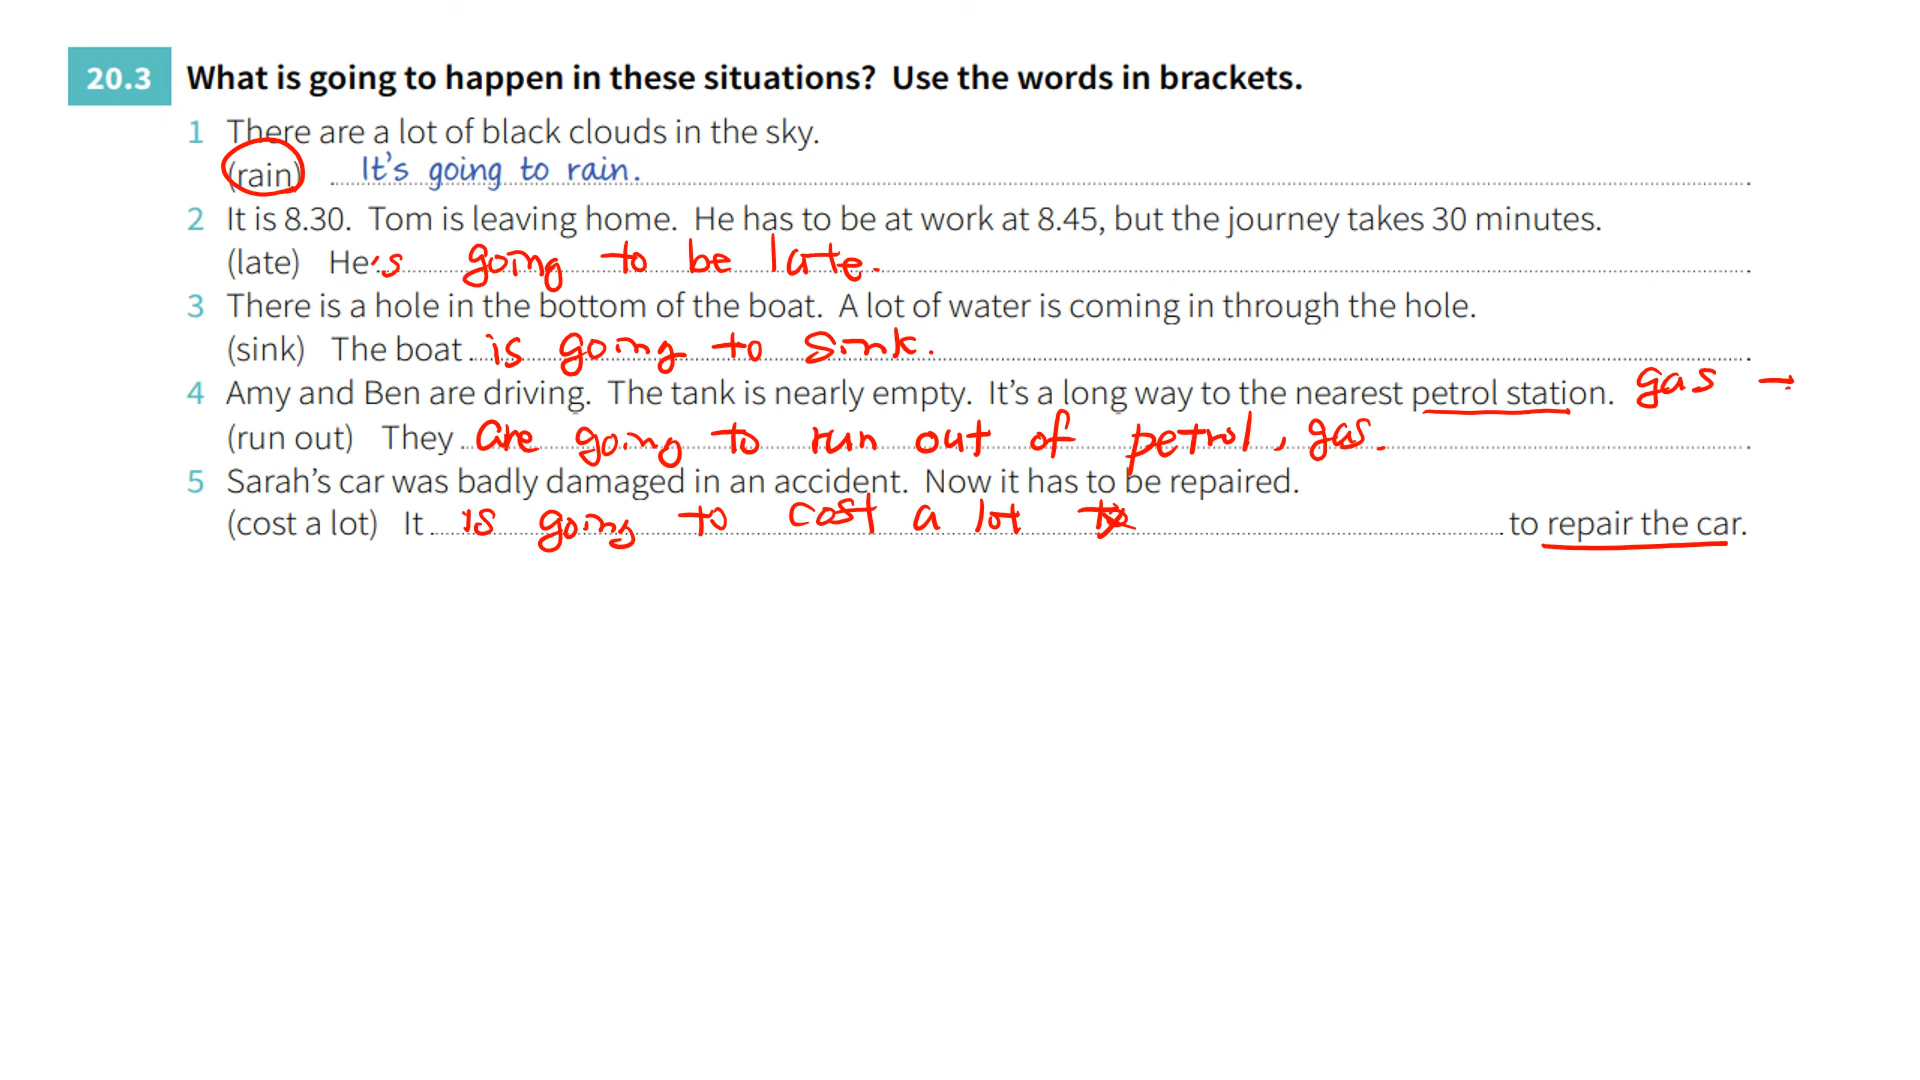 20.3 What is going to happen in these situations? Use the words in brackets.
1 There are a lot of black clouds in the sky.
(rain) It's going to rain.
2 It is 8.30. Tom is leaving home. He has to be at work at 8.45, but the journey takes 30 minutes.
(late) He's going to be late.
3 There is a hole in the bottom of the boat. A lot of water is coming in through the hole.
(sink) The boat is going to sink.
4 Amy and Ben are driving. The tank is nearly empty. It's a long way to the nearest petrol station. gas –
(run out) They are going to run out of petrol, gas.
5 Sarah's car was badly damaged in an accident. Now it has to be repaired.
(cost a lot) It is going to cost a lot to repair the car.